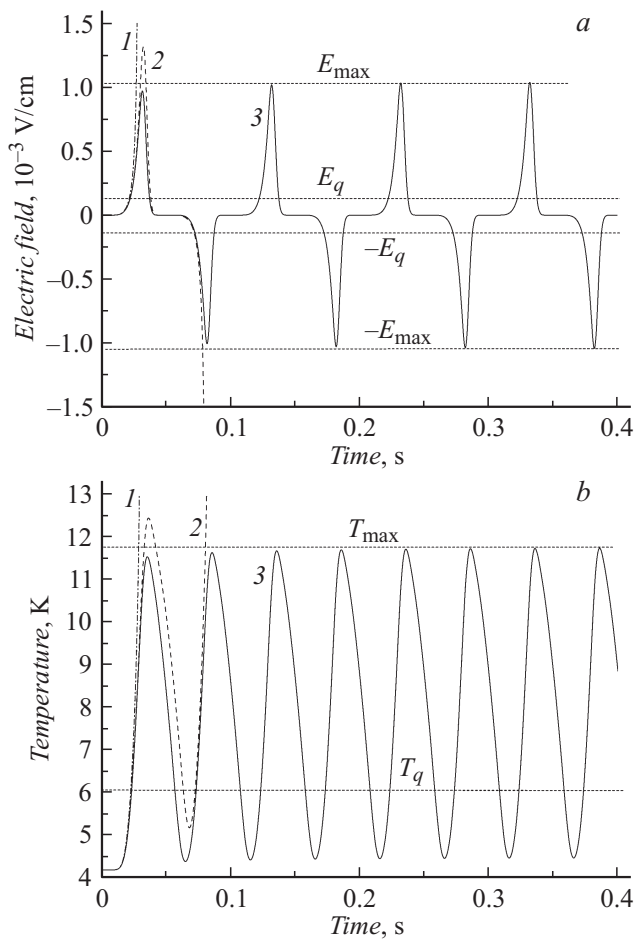 a
1.5
1
2
E_max
1.0
3
0.5
E_q
0
–E_q
–0.5
–E_max
–1.0
–1.5
Electric field, 10⁻³ V/cm
0 0.1 0.2 0.3 0.4
Time, s
b
13
1
2
T_max
12
3
11
10
9
8
7
T_q
6
5
4
Temperature, K
0 0.1 0.2 0.3 0.4
Time, s